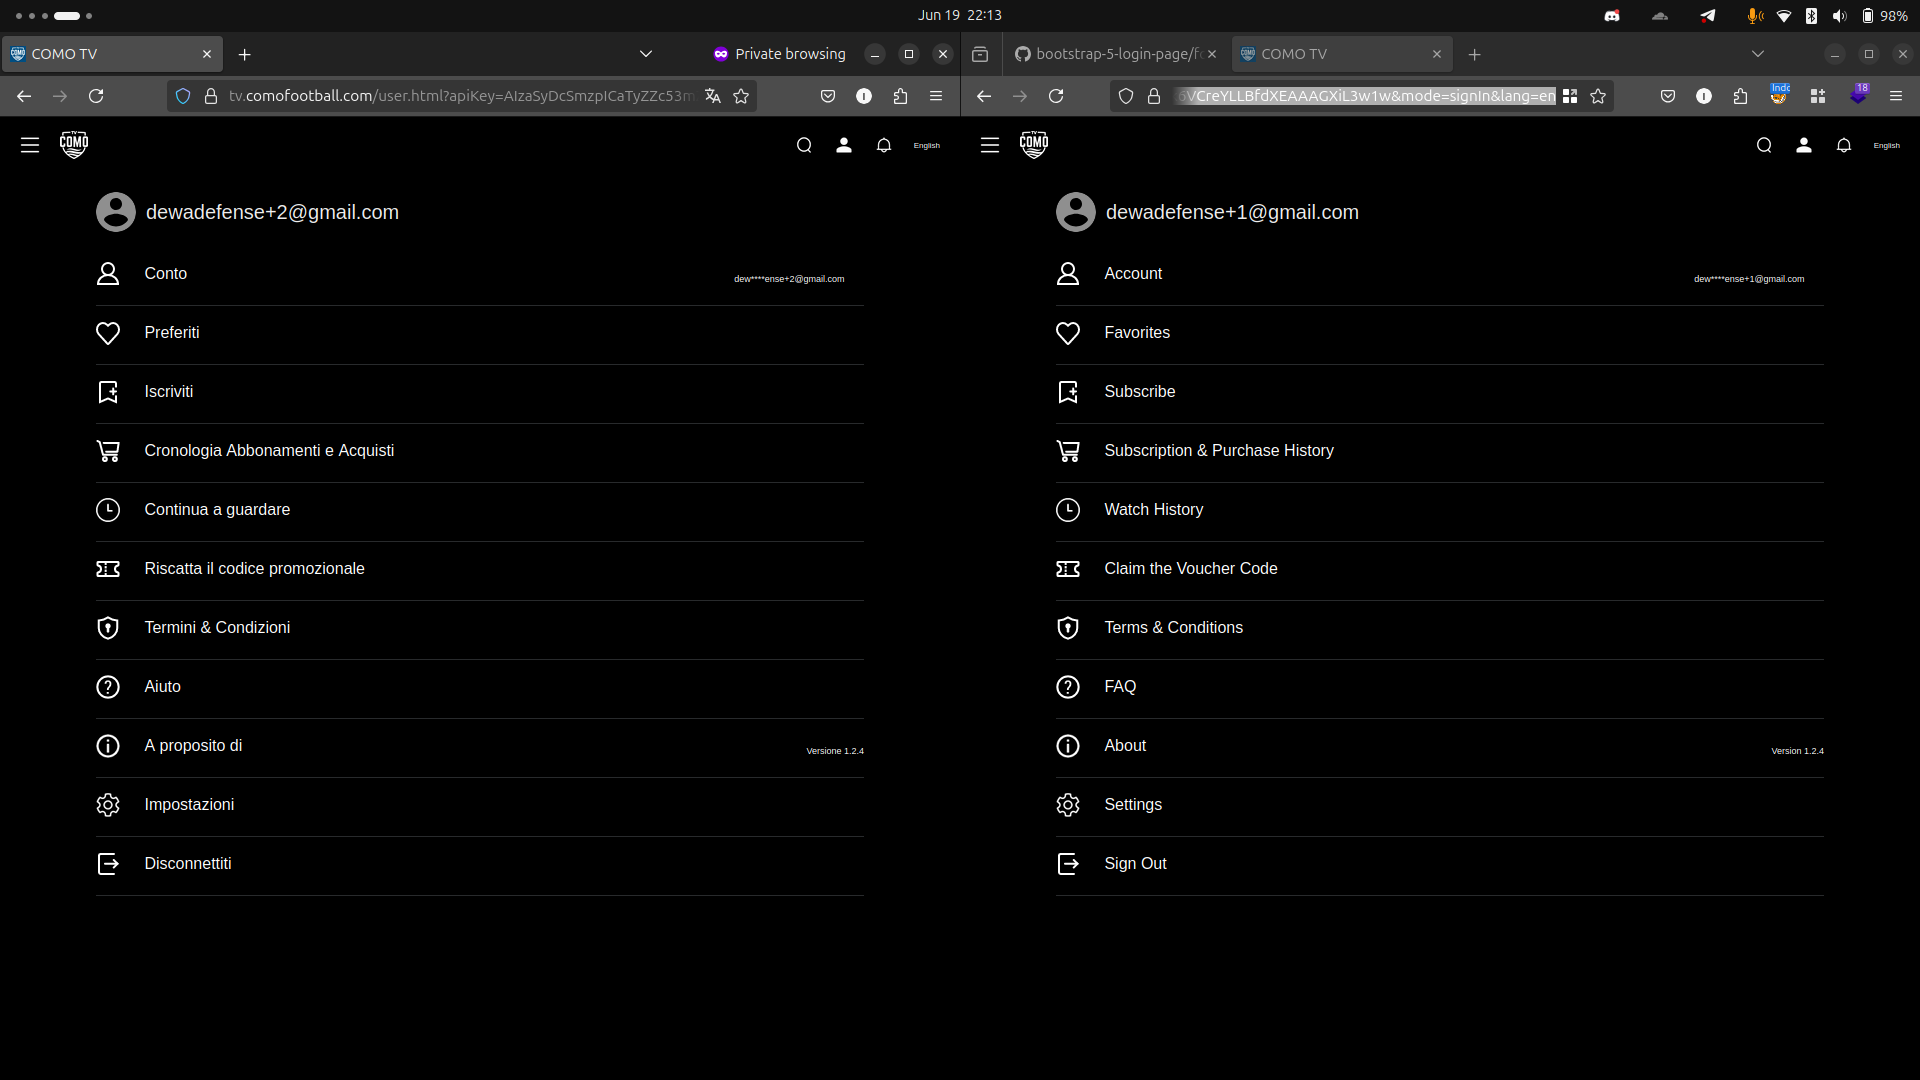 Jun 19 22:13
98%
COMO TV
Private browsing
tv.comofootball.com/user.html?apiKey=AIzaSyDcSmzpICaTyZZc53m
TV
COMO
English
dewadefense+2@gmail.com
Conto
dew****ense+2@gmail.com
Preferiti
Iscriviti
Cronologia Abbonamenti e Acquisti
Continua a guardare
Riscatta il codice promozionale
Termini & Condizioni
Aiuto
A proposito di
Versione 1.2.4
Impostazioni
Disconnettiti
bootstrap-5-login-page/fo
COMO TV
6VCreYLLBfdXEAAAGXiL3w1w&mode=signIn&lang=en
Indo
18
TV
COMO
English
dewadefense+1@gmail.com
Account
dew****ense+1@gmail.com
Favorites
Subscribe
Subscription & Purchase History
Watch History
Claim the Voucher Code
Terms & Conditions
FAQ
About
Version 1.2.4
Settings
Sign Out